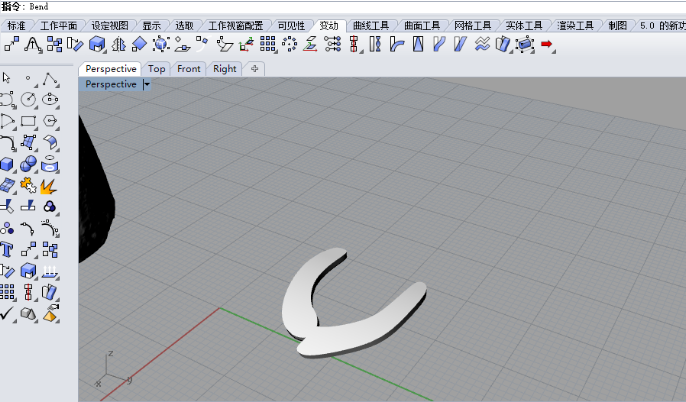 指令: Bend
标准 工作平面 设定视图 显示 选取 工作视窗配置 可见性 变动 曲线工具 曲面工具 网格工具 实体工具 渲染工具 制图 5.0 的新功
Perspective Top Front Right
Perspective
z
x y